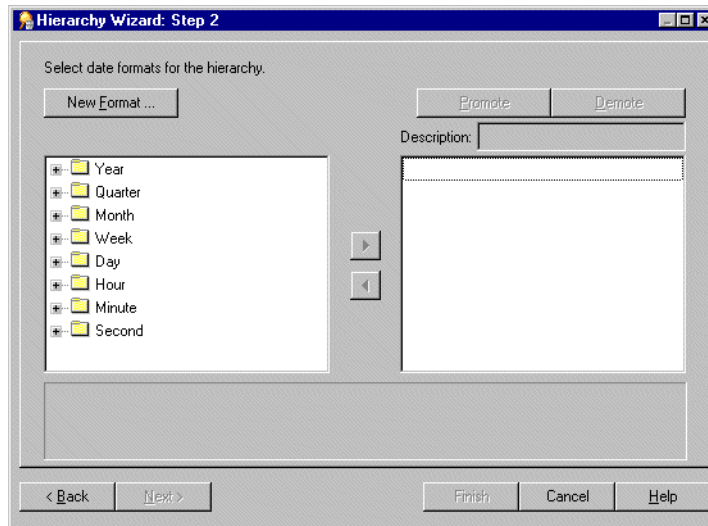 Hierarchy Wizard: Step 2
Select date formats for the hierarchy.
New Format ...
Promote
Demote
Description:
Year
Quarter
Month
Week
Day
Hour
Minute
Second
< Back
Next >
Finish
Cancel
Help